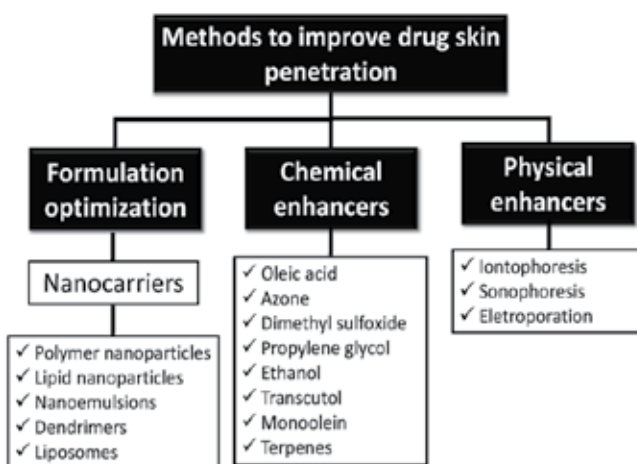 Methods to improve drug skin
penetration
Formulation
optimization
Nanocarriers
✓ Polymer nanoparticles
✓ Lipid nanoparticles
✓ Nanoemulsions
✓ Dendrimers
✓ Liposomes
Chemical
enhancers
✓ Oleic acid
✓ Azone
✓ Dimethyl sulfoxide
✓ Propylene glycol
✓ Ethanol
✓ Transcutol
✓ Monoolein
✓ Terpenes
Physical
enhancers
✓ Iontophoresis
✓ Sonophoresis
✓ Eletroporation